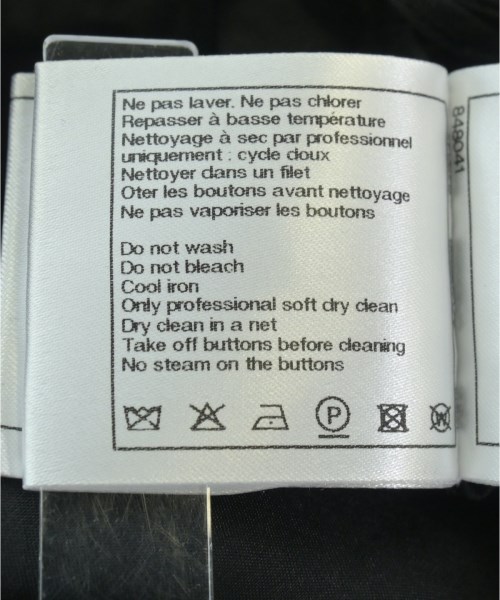 Ne pas laver. Ne pas chlorer
Repasser à basse température
Nettoyage à sec par professionnel
uniquement : cycle doux
Nettoyer dans un filet
Oter les boutons avant nettoyage
Ne pas vaporiser les boutons
Do not wash
Do not bleach
Cool iron
Only professional soft dry clean
Dry clean in a net
Take off buttons before cleaning
No steam on the buttons
P W
849041